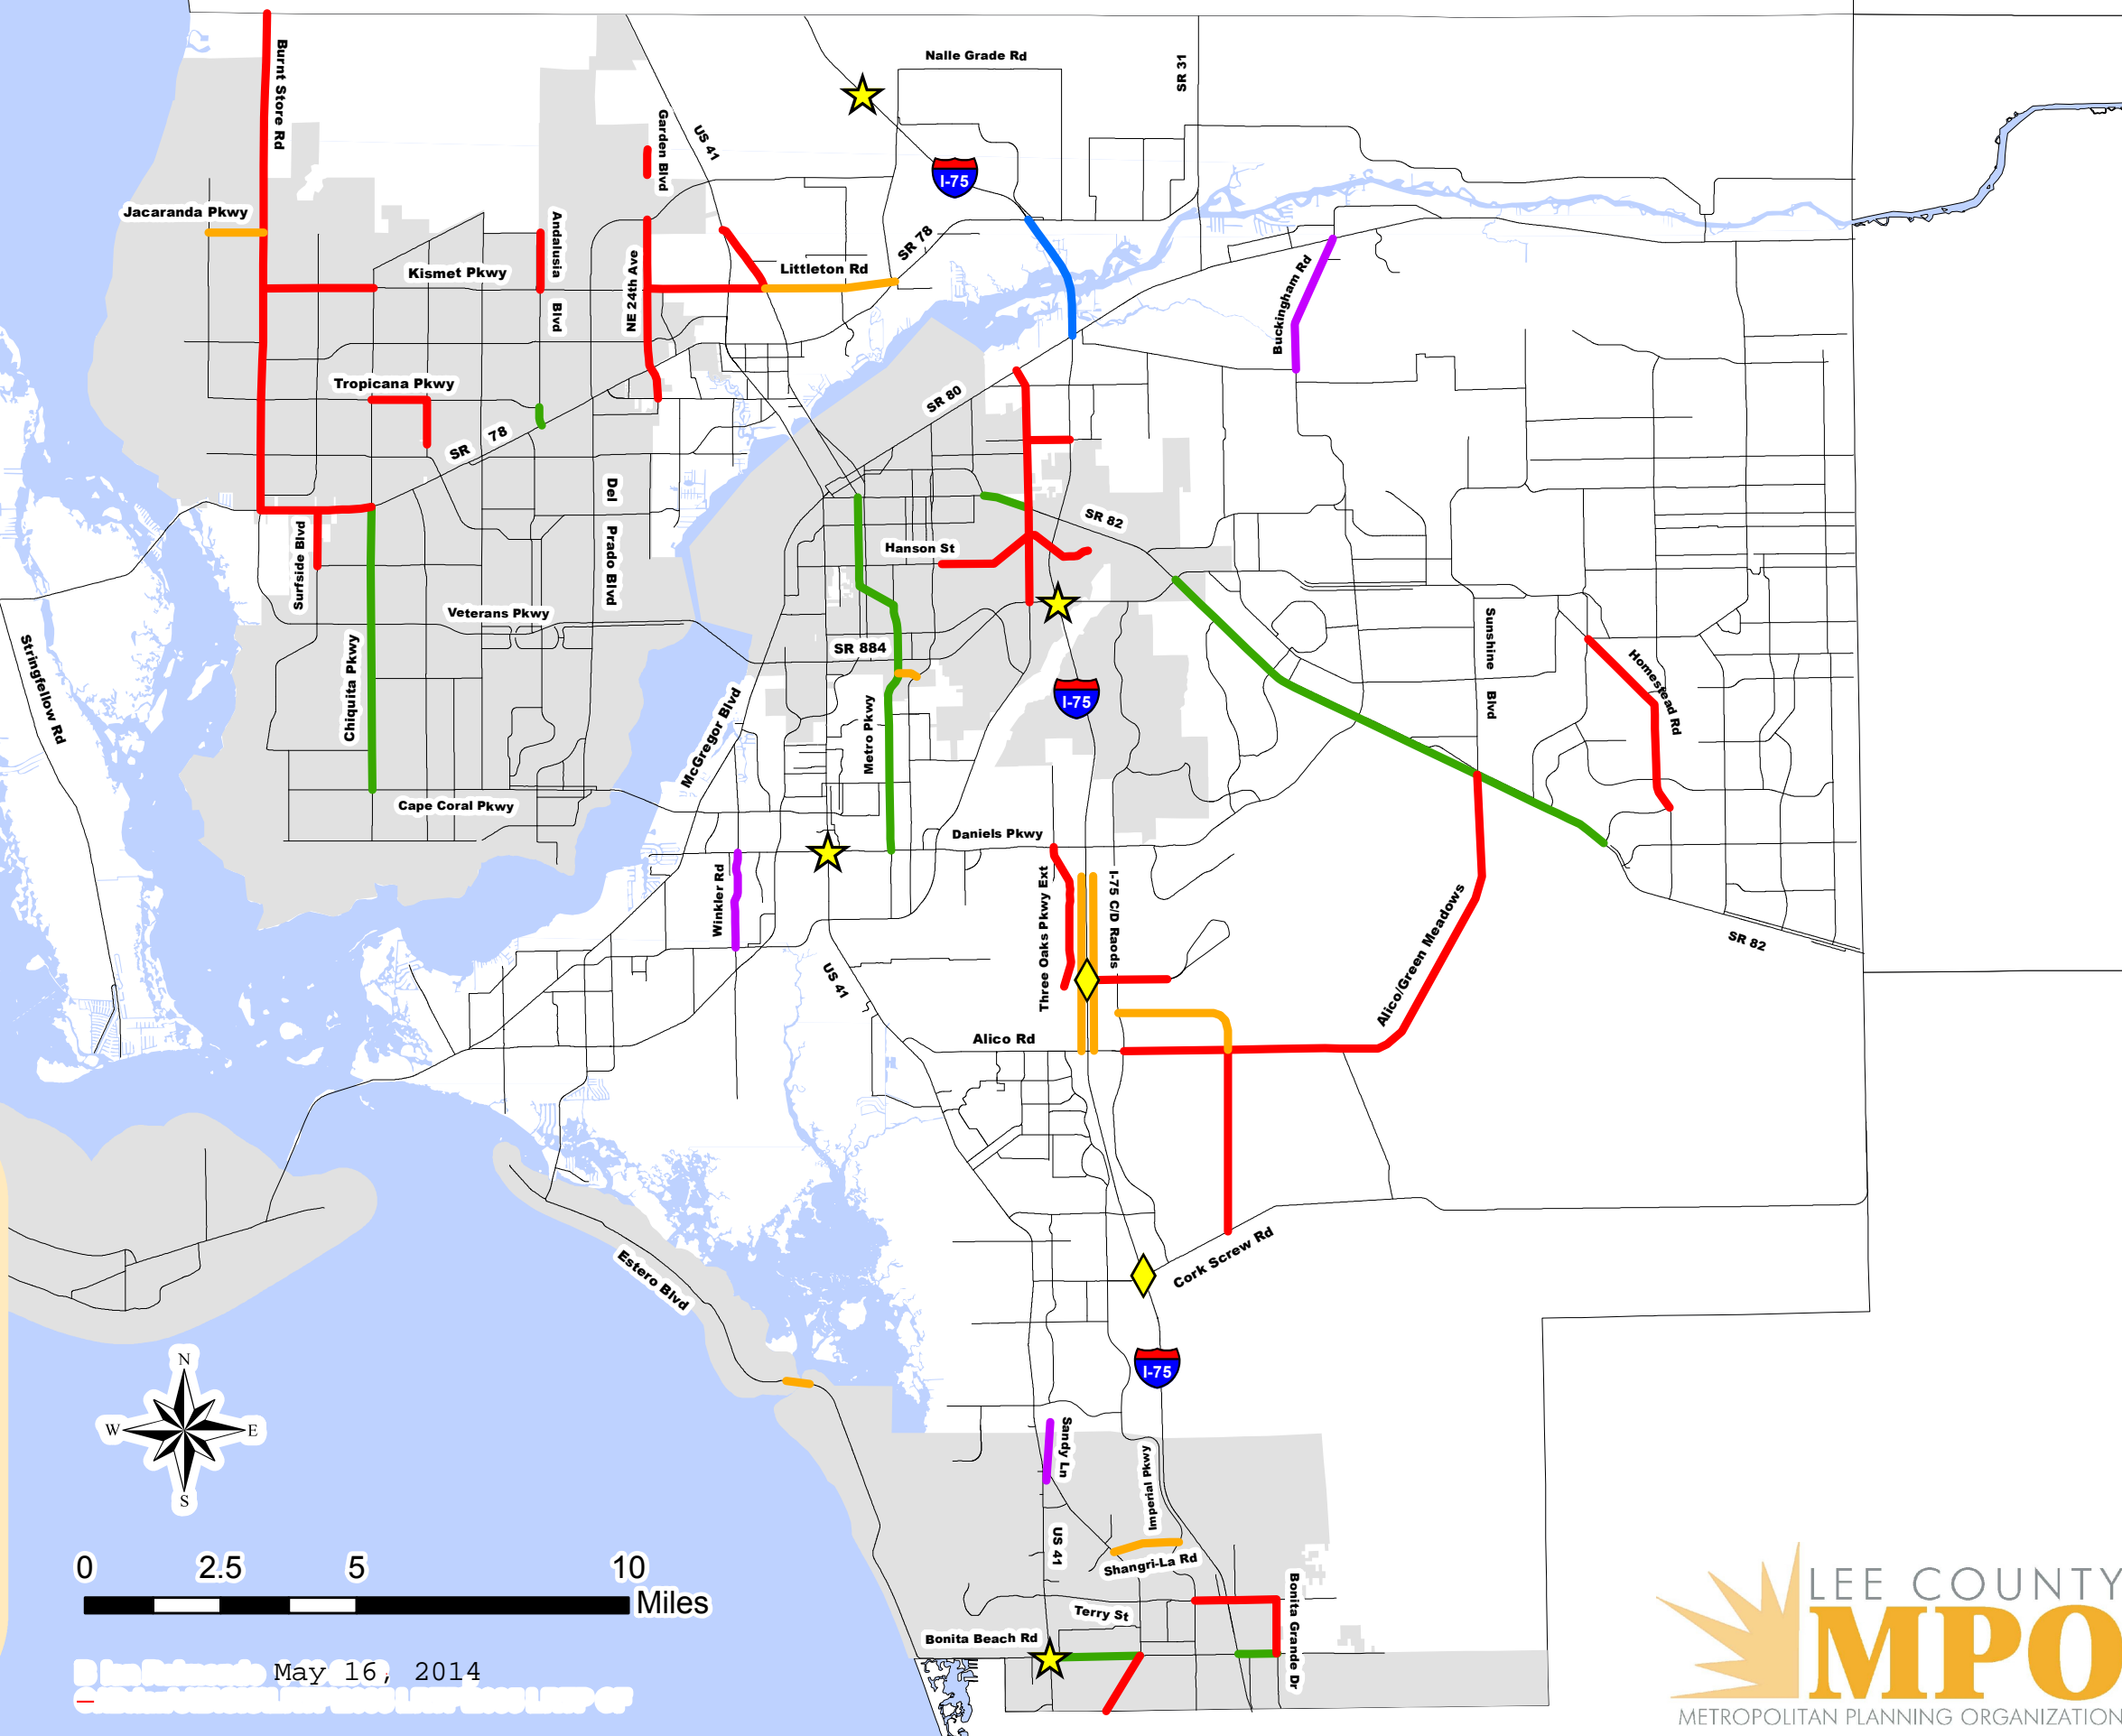 Nalle Grade Rd
SR 31
Burnt Store Rd
Garden Blvd
US 41
I-75
Jacaranda Pkwy
Andalusia
Blvd
Kismet Pkwy
NE 24th Ave
Littleton Rd
SR 78
Buckingham Rd
Tropicana Pkwy
SR 80
SR 78
Del
Prado Blvd
SR 82
Hanson St
Surfside Blvd
Veterans Pkwy
Chiquita Pkwy
SR 884
Stringfellow Rd
Sunshine
Blvd
Homestead Rd
I-75
McGregor Blvd
Metro Pkwy
Cape Coral Pkwy
Daniels Pkwy
Winkler Rd
Three Oaks Pkwy Ext
I-75 C/D Raods
Alico/Green Meadows
SR 82
US 41
Alico Rd
Cork Screw Rd
Estero Blvd
I-75
N
W E
S
Sandy Ln
Imperial Pkwy
US 41
Shangri-La Rd
Terry St
Bonita Beach Rd
Bonita Grande Dr
0 2.5 5 10
Miles
May 16, 2014
LEE COUNTY
MPO
METROPOLITAN PLANNING ORGANIZATION